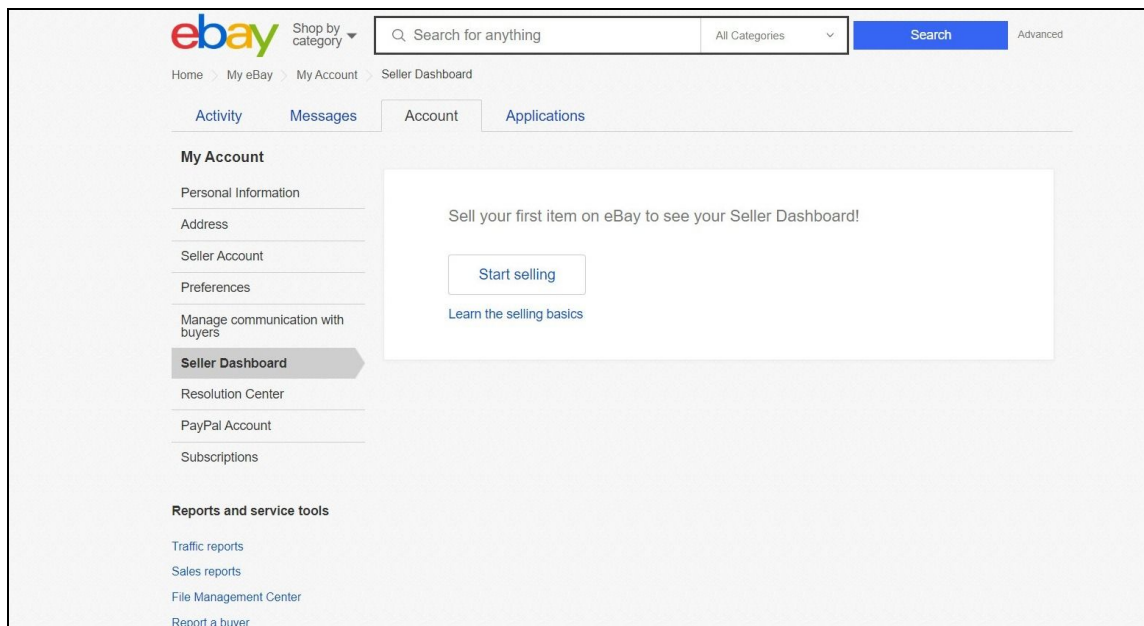 ebay
Shop by
category
Search for anything
All Categories
Search
Advanced
Home My eBay My Account Seller Dashboard
Activity Messages Account Applications
My Account
Personal Information
Address
Seller Account
Preferences
Manage communication with
buyers
Seller Dashboard
Resolution Center
PayPal Account
Subscriptions
Sell your first item on eBay to see your Seller Dashboard!
Start selling
Learn the selling basics
Reports and service tools
Traffic reports
Sales reports
File Management Center
Report a buyer